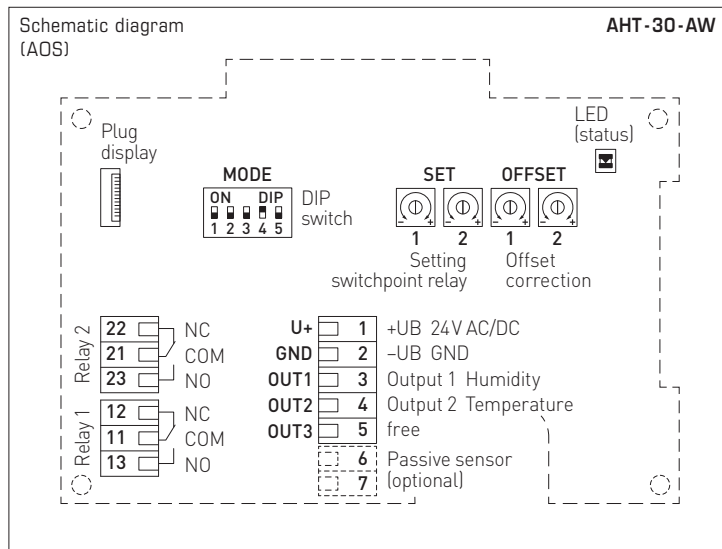 Schematic diagram
(AOS)
AHT-30-AW
Plug
display
MODE
ON DIP
1 2 3 4 5
DIP
switch
SET
OFFSET
- + - + - + - +
1 2 1 2
Setting
switchpoint relay
Offset
correction
LED
(status)
Relay 2
22 NC
21 COM
23 NO
Relay 1
12 NC
11 COM
13 NO
U+ 1 +UB 24V AC/DC
GND 2 –UB GND
OUT1 3 Output 1 Humidity
OUT2 4 Output 2 Temperature
OUT3 5 free
6 Passive sensor
7 (optional)